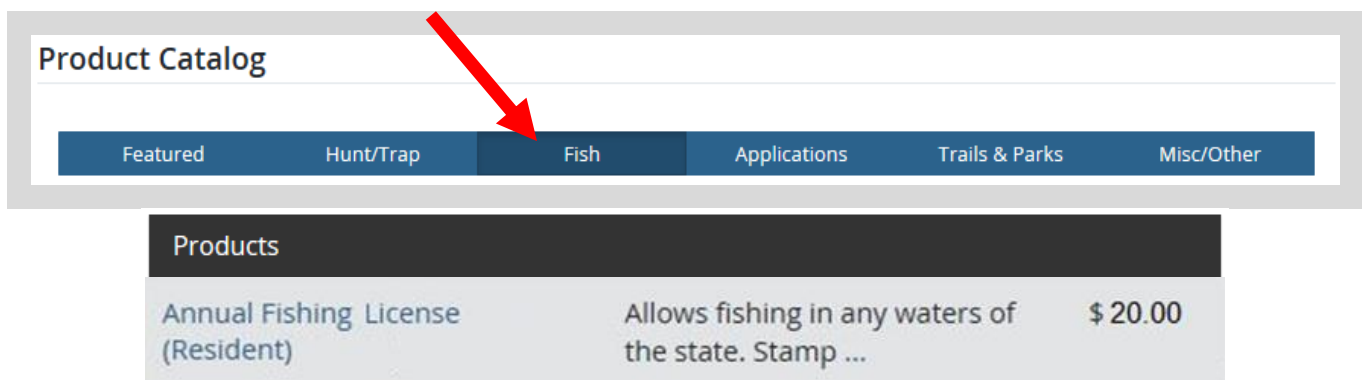 Product Catalog
Featured Hunt/Trap Fish Applications Trails & Parks Misc/Other
Products
Annual Fishing License Allows fishing in any waters of $ 20.00
(Resident) the state. Stamp ...